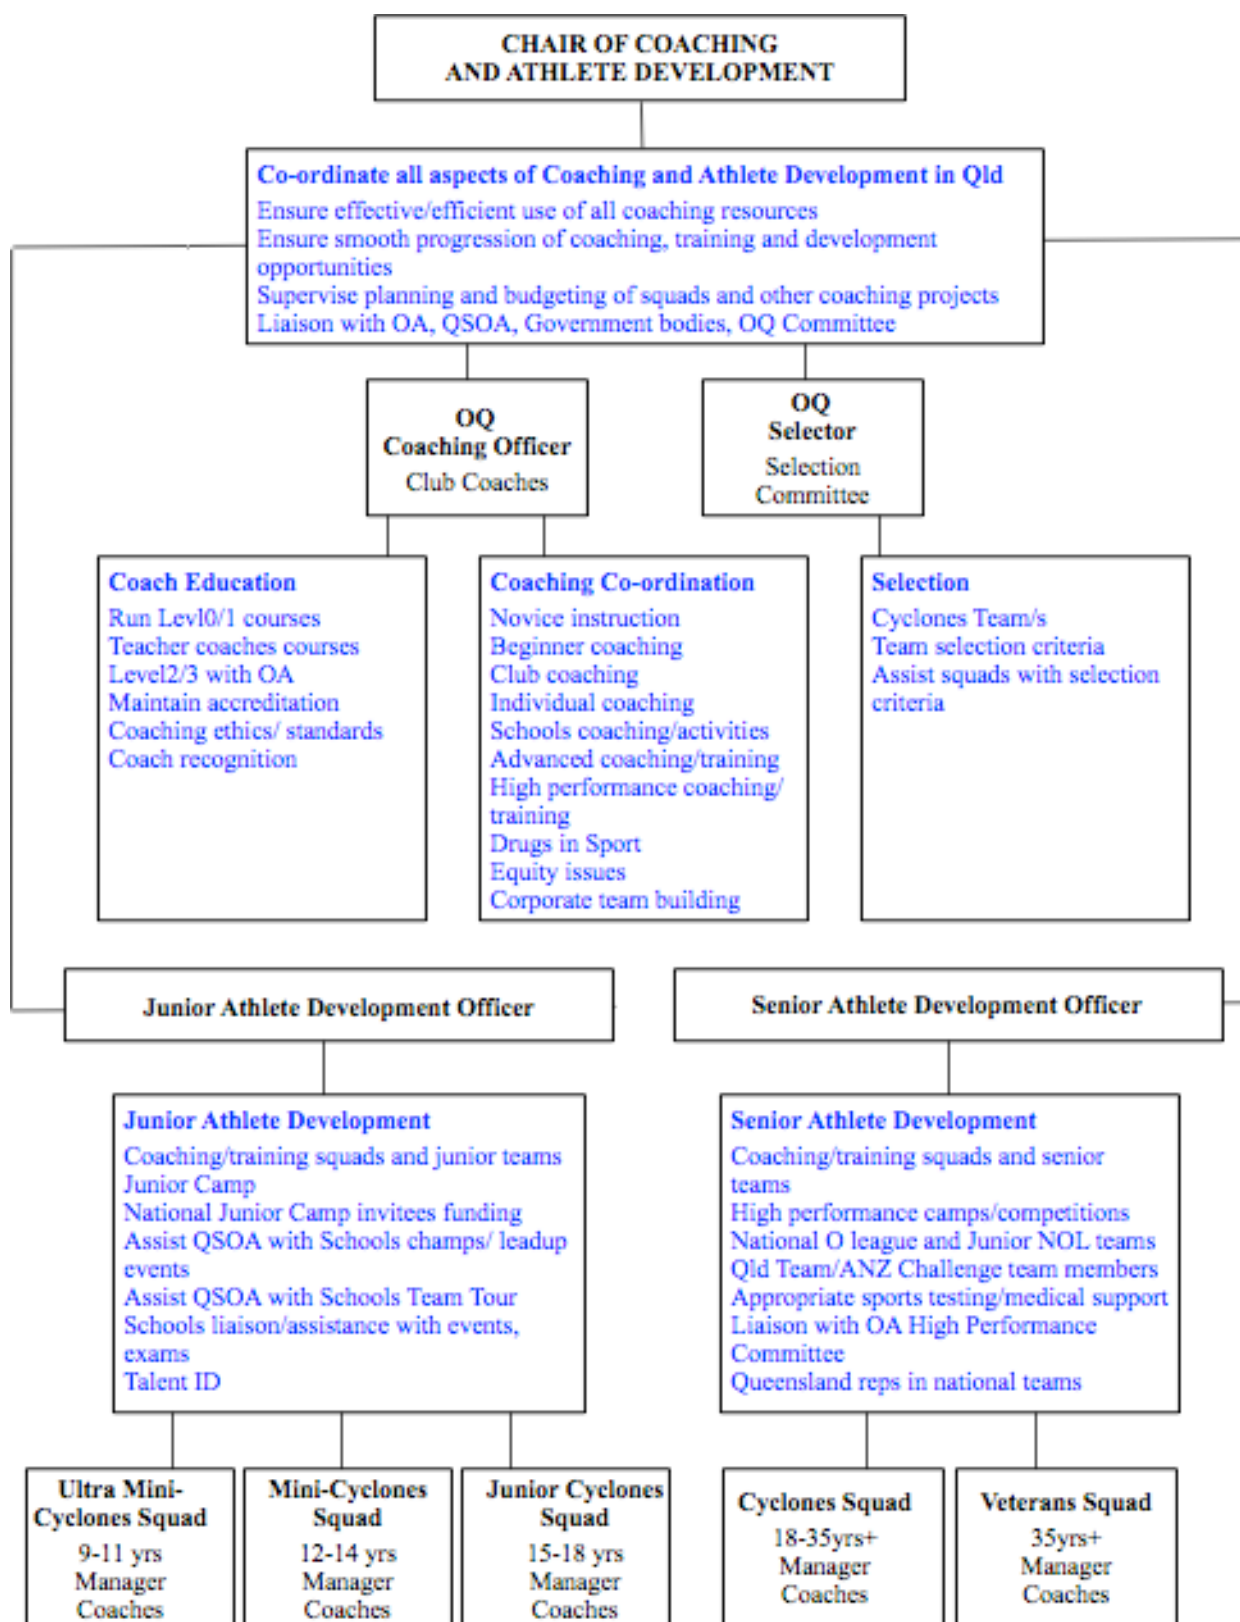 CHAIR OF COACHING
AND ATHLETE DEVELOPMENT
Co-ordinate all aspects of Coaching and Athlete Development in Qld
Ensure effective/efficient use of all coaching resources
Ensure smooth progression of coaching, training and development
opportunities
Supervise planning and budgeting of squads and other coaching projects
Liaison with OA, QSOA, Government bodies, OQ Committee
OQ
Coaching Officer
Club Coaches
OQ
Selector
Selection
Committee
Coach Education
Run Levl0/1 courses
Teacher coaches courses
Level2/3 with OA
Maintain accreditation
Coaching ethics/ standards
Coach recognition
Coaching Co-ordination
Novice instruction
Beginner coaching
Club coaching
Individual coaching
Schools coaching/activities
Advanced coaching/training
High performance coaching/
training
Drugs in Sport
Equity issues
Corporate team building
Selection
Cyclones Team/s
Team selection criteria
Assist squads with selection
criteria
Junior Athlete Development Officer
Senior Athlete Development Officer
Junior Athlete Development
Coaching/training squads and junior teams
Junior Camp
National Junior Camp invitees funding
Assist QSOA with Schools champs/ leadup
events
Assist QSOA with Schools Team Tour
Schools liaison/assistance with events,
exams
Talent ID
Senior Athlete Development
Coaching/training squads and senior
teams
High performance camps/competitions
National O league and Junior NOL teams
Qld Team/ANZ Challenge team members
Appropriate sports testing/medical support
Liaison with OA High Performance
Committee
Queensland reps in national teams
Ultra Mini-
Cyclones Squad
9-11 yrs
Manager
Coaches
Mini-Cyclones
Squad
12-14 yrs
Manager
Coaches
Junior Cyclones
Squad
15-18 yrs
Manager
Coaches
Cyclones Squad
18-35yrs+
Manager
Coaches
Veterans Squad
35yrs+
Manager
Coaches